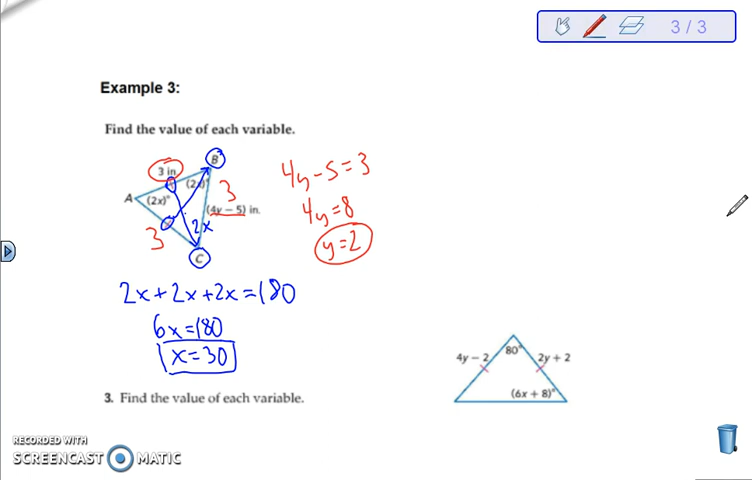 3 / 3
Example 3:
Find the value of each variable.
B
3 in.
(2x)°
A
(2x)°
3
(4y − 5) in.
2x
3
C
4y - 5 = 3
4y = 8
y = 2
2x + 2x + 2x = 180
6x = 180
x = 30
4y − 2
80°
2y + 2
(6x + 8)°
3. Find the value of each variable.
RECORDED WITH
SCREENCAST MATIC